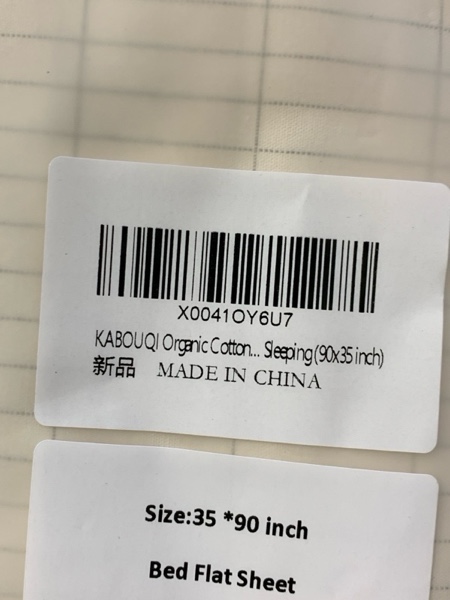 X0041OY6U7
KABOUQI Organic Cotton... Sleeping (90x35 inch)
新品 MADE IN CHINA
Size:35 *90 inch
Bed Flat Sheet